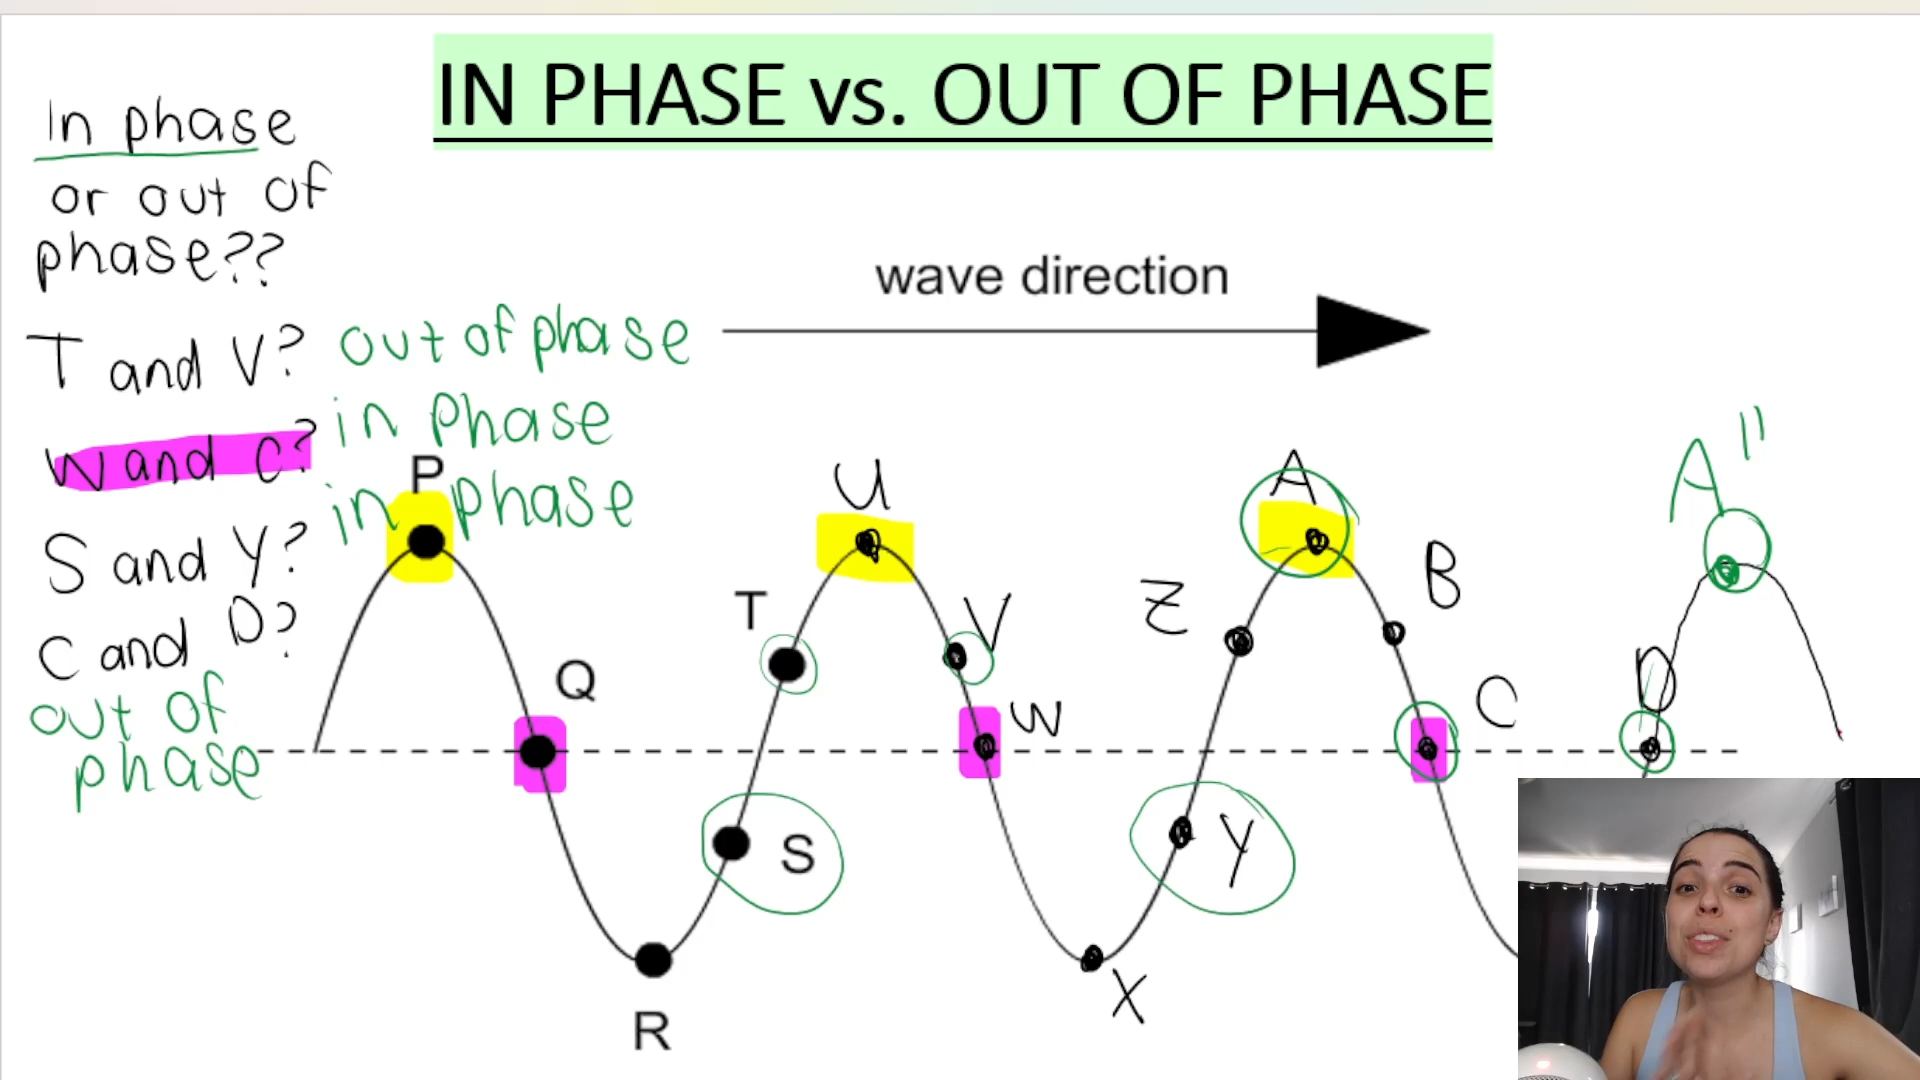 IN PHASE vs. OUT OF PHASE
In phase
or out of
phase??
wave direction
T and V? out of phase
W and C? in phase
S and Y? in phase
C and D?
out of
phase
P
Q
R
S
T
U
V
W
X
Y
Z
A
B
C
D
A"